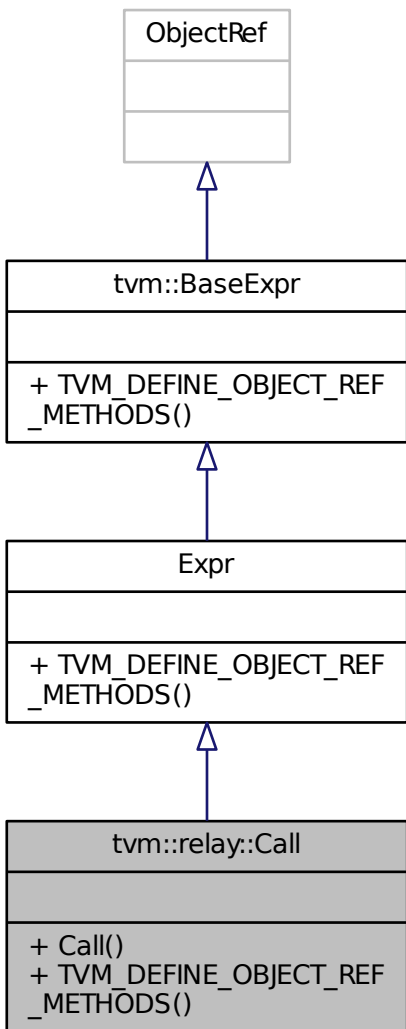 ObjectRef
tvm::BaseExpr
+ TVM_DEFINE_OBJECT_REF
_METHODS()
Expr
+ TVM_DEFINE_OBJECT_REF
_METHODS()
tvm::relay::Call
+ Call()
+ TVM_DEFINE_OBJECT_REF
_METHODS()